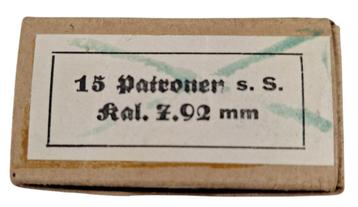 15 Patronen s. S.
Kal. 7.92 mm